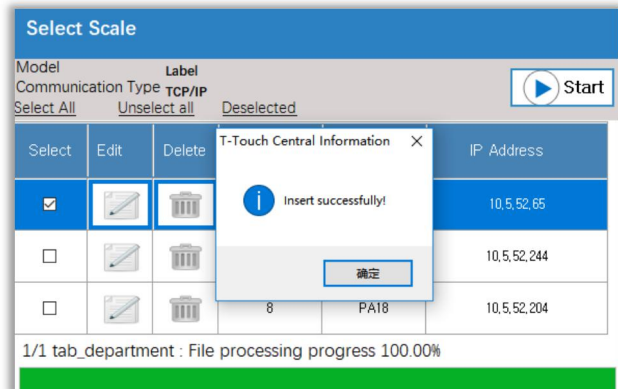 Select Scale
Model Label
Communication Type TCP/IP
Select All Unselect all Deselected
Start
Select Edit Delete IP Address
T-Touch Central Information
Insert successfully!
确定
10,5,52,65
10,5,52,244
8 PA18 10,5,52,204
1/1 tab_department : File processing progress 100.00%